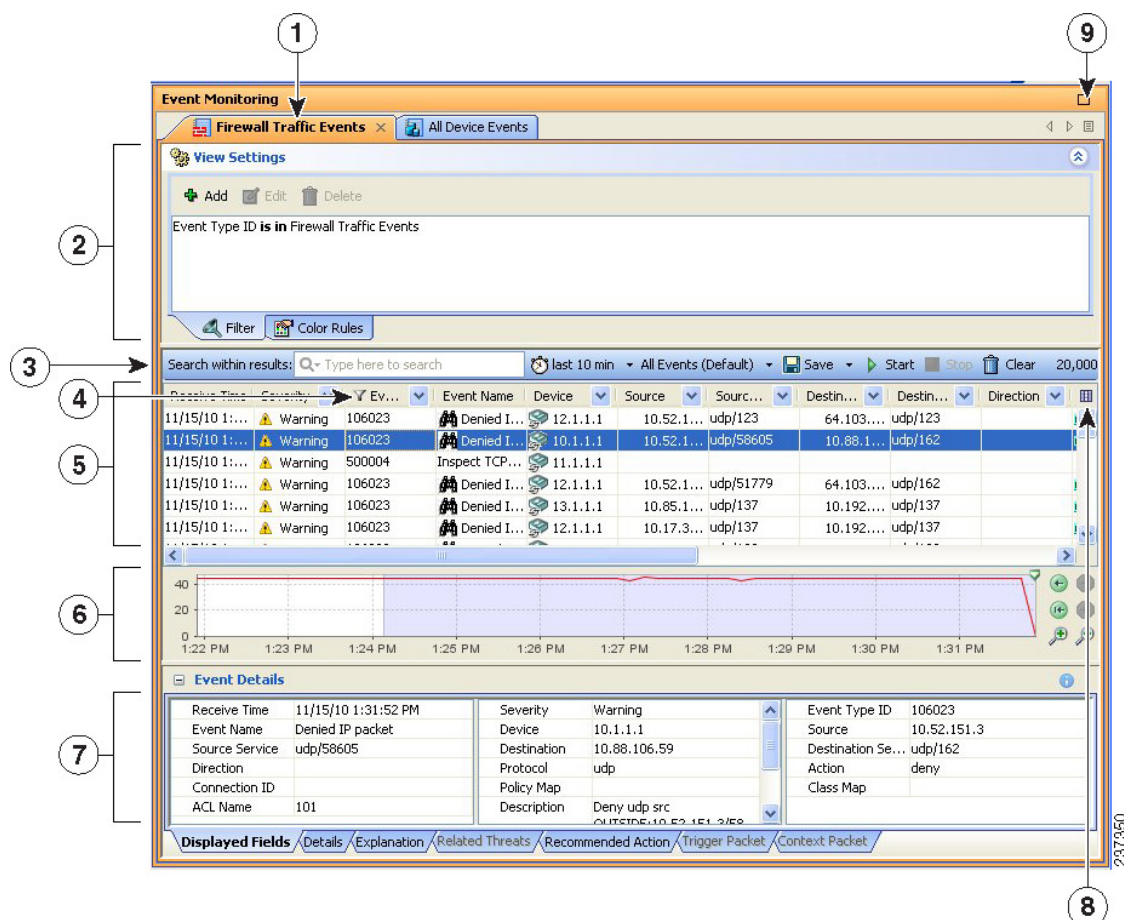 1
9
Event Monitoring
Firewall Traffic Events × All Device Events
View Settings
Add Edit Delete
2
Event Type ID is in Firewall Traffic Events
Filter Color Rules
3
Search within results: Type here to search last 10 min All Events (Default) Save Start Stop Clear 20,000
4
Receive Time Severity Ev... Event Name Device Source Sourc... Destin... Destin... Direction
11/15/10 1:... Warning 106023 Denied I... 12.1.1.1 10.52.1... udp/123 64.103.... udp/123
11/15/10 1:... Warning 106023 Denied I... 10.1.1.1 10.52.1... udp/58605 10.88.1... udp/162
5
11/15/10 1:... Warning 500004 Inspect TCP... 11.1.1.1
11/15/10 1:... Warning 106023 Denied I... 12.1.1.1 10.52.1... udp/51779 64.103.... udp/162
11/15/10 1:... Warning 106023 Denied I... 13.1.1.1 10.85.1... udp/137 10.192.... udp/137
11/15/10 1:... Warning 106023 Denied I... 12.1.1.1 10.17.3... udp/137 10.192.... udp/137
6
40
20
0
1:22 PM 1:23 PM 1:24 PM 1:25 PM 1:26 PM 1:27 PM 1:28 PM 1:29 PM 1:30 PM 1:31 PM
Event Details
7
Receive Time 11/15/10 1:31:52 PM Severity Warning Event Type ID 106023
Event Name Denied IP packet Device 10.1.1.1 Source 10.52.151.3
Source Service udp/58605 Destination 10.88.106.59 Destination Se... udp/162
Direction Protocol udp Action deny
Connection ID Policy Map Class Map
ACL Name 101 Description Deny udp src
OUTSIDE:10.52.151.3/58
Displayed Fields Details Explanation Related Threats Recommended Action Trigger Packet Context Packet
237350
8